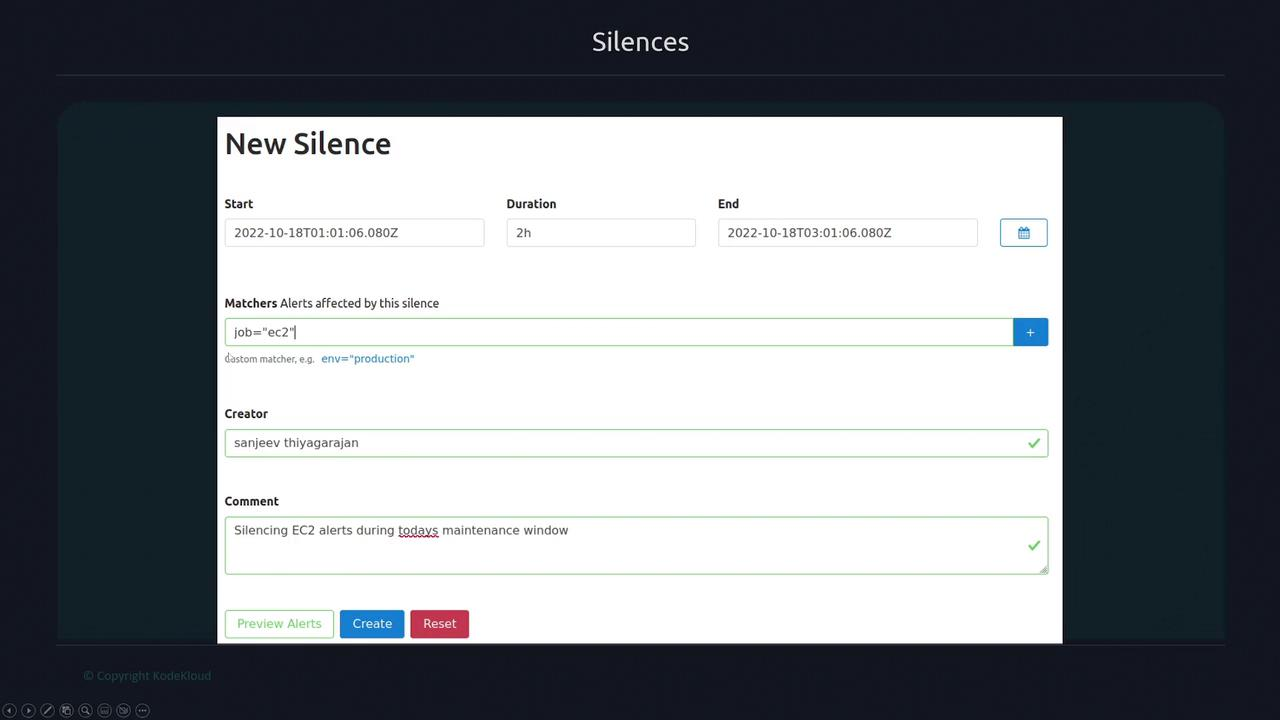 Silences
New Silence
Start Duration End
2022-10-18T01:01:06.080Z 2h 2022-10-18T03:01:06.080Z
Matchers Alerts affected by this silence
job="ec2"
+
Custom matcher, e.g. env="production"
Creator
sanjeev thiyagarajan
Comment
Silencing EC2 alerts during todays maintenance window
Preview Alerts Create Reset
© Copyright KodeKloud